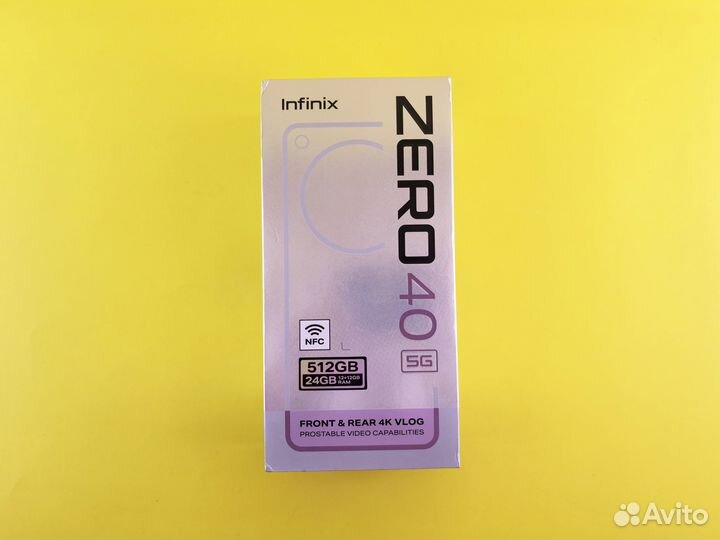 Infinix
ZERO 40
5G
NFC
512GB
24GB 12+12GB RAM
FRONT & REAR 4K VLOG
PROSTABLE VIDEO CAPABILITIES
Avito